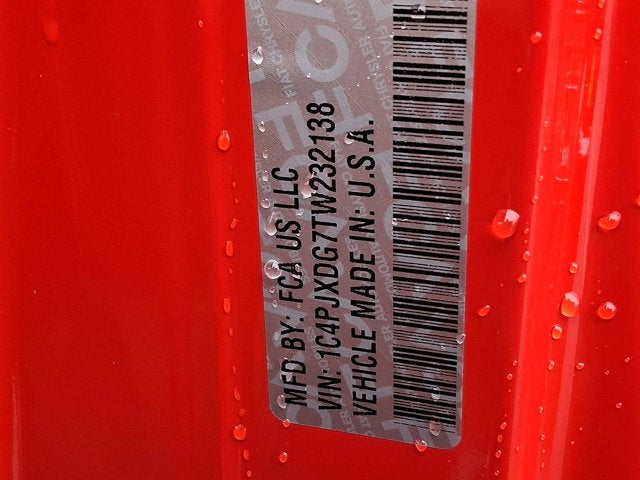 MFD BY: FCA US LLC
VIN: 1C4PJXDG7TW232138
VEHICLE MADE IN: U.S.A.